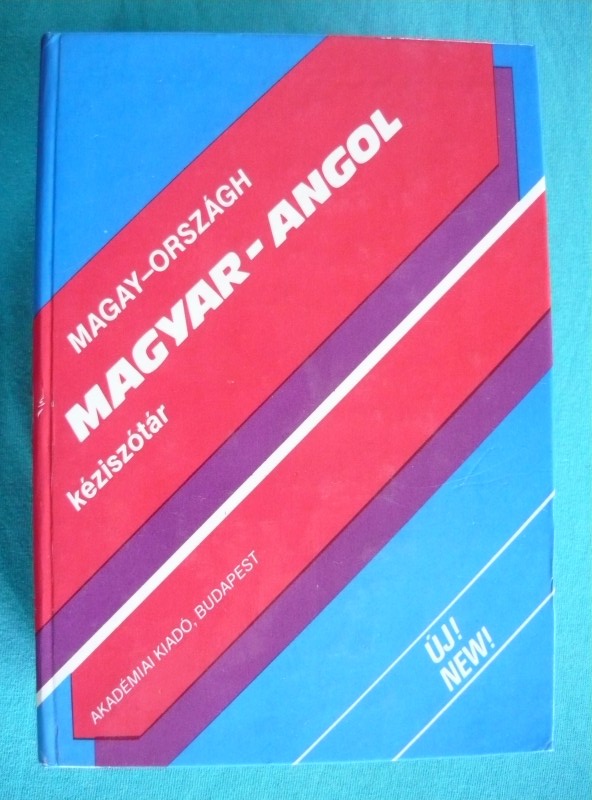 MAGAY-ORSZÁGH
MAGYAR - ANGOL
kéziszótár
AKADÉMIAI KIADÓ, BUDAPEST
ÚJ!
NEW!